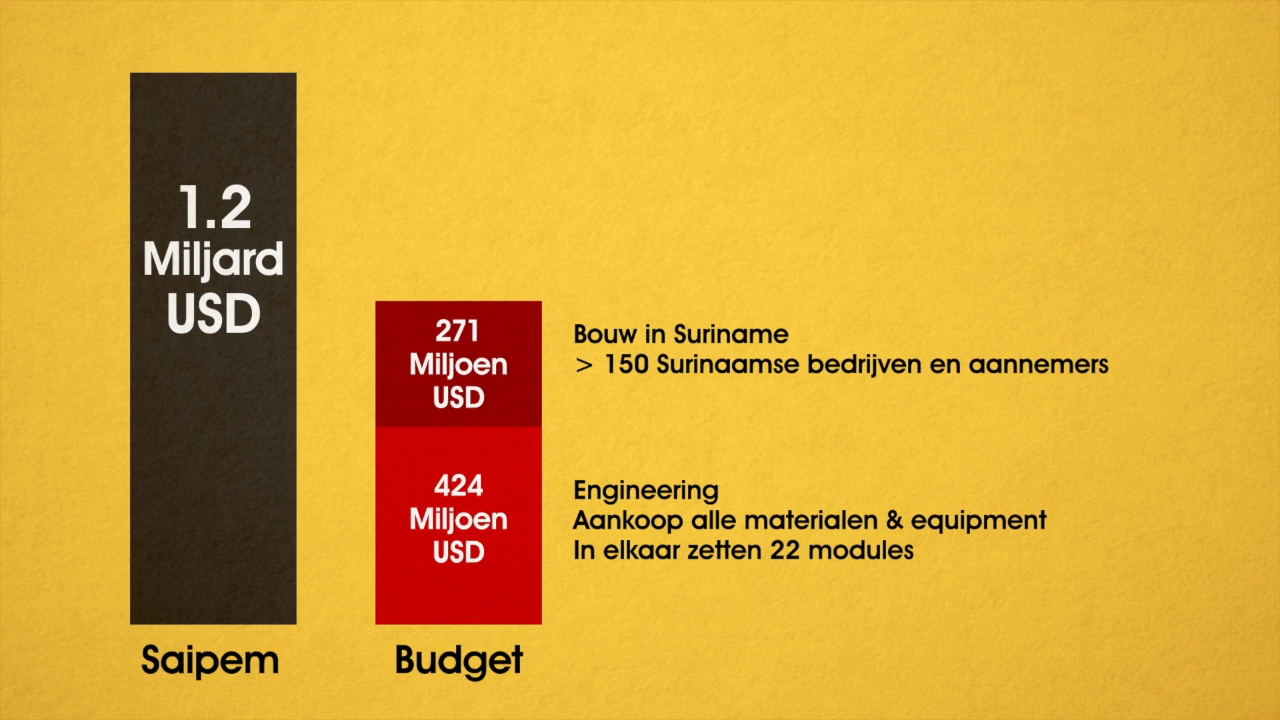 1.2
Miljard
USD
271
Miljoen
USD
Bouw in Suriname
> 150 Surinaamse bedrijven en aannemers
424
Miljoen
USD
Engineering
Aankoop alle materialen & equipment
In elkaar zetten 22 modules
Saipem
Budget